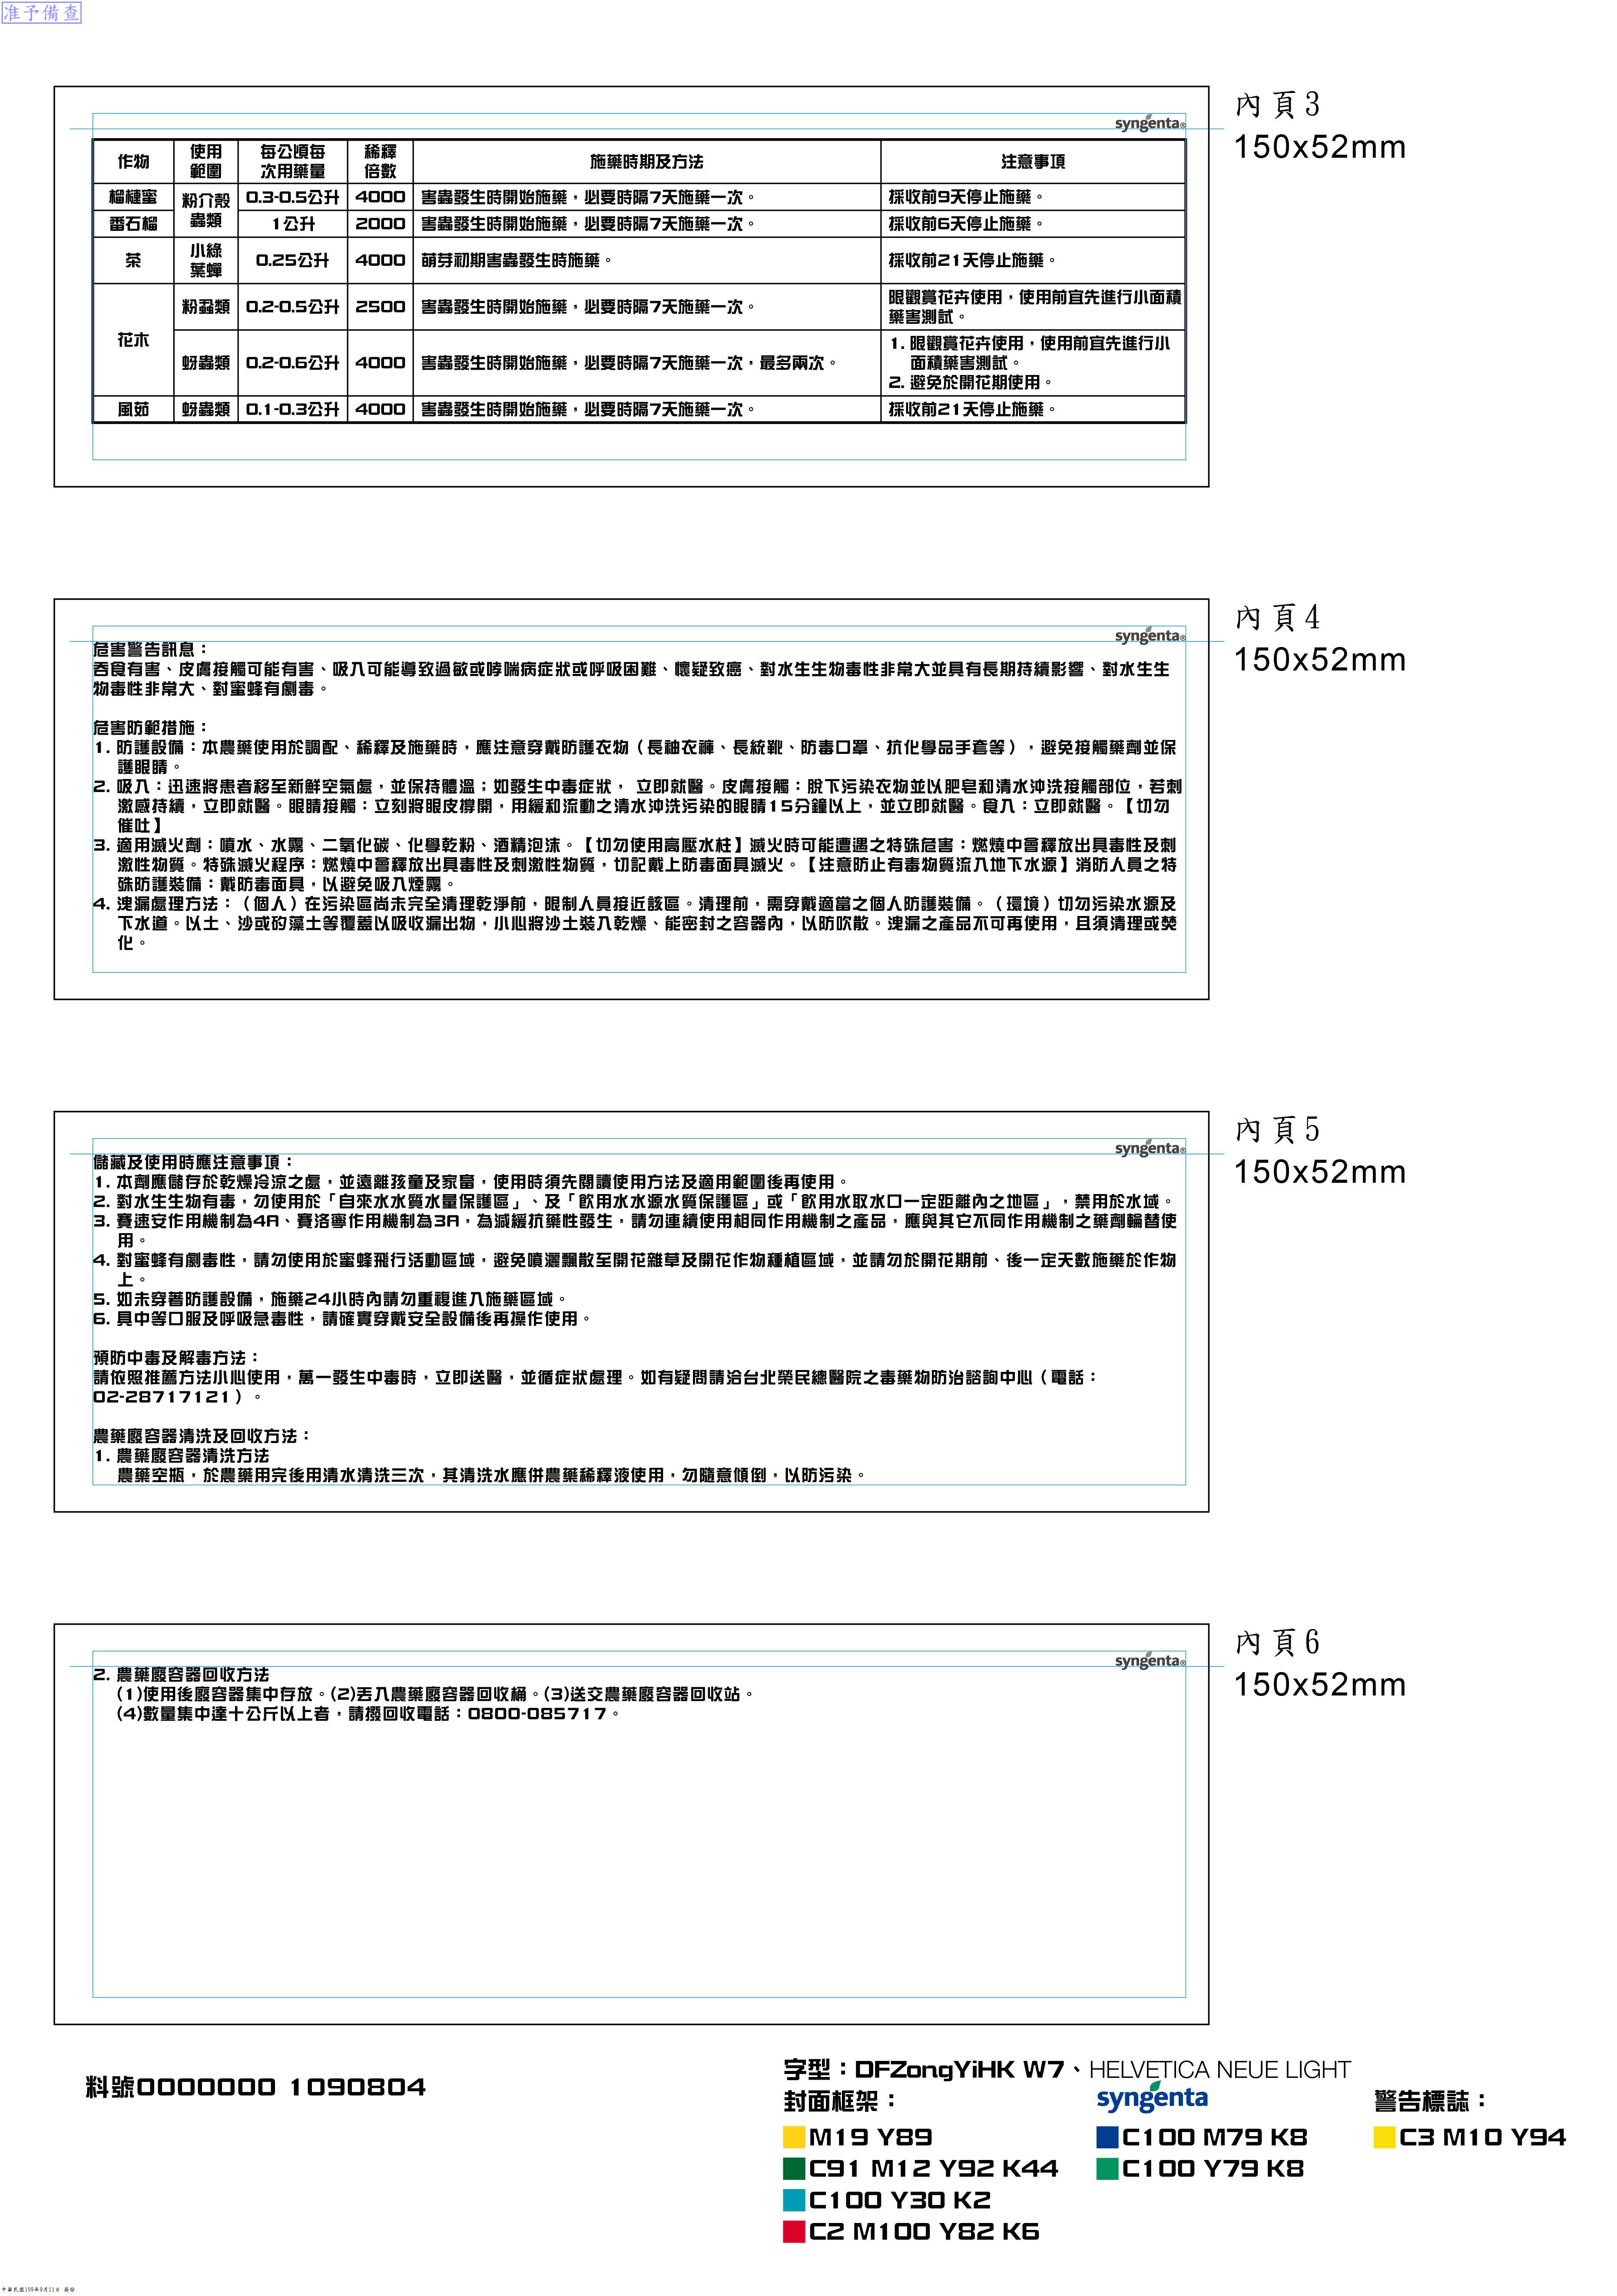 准予備查
內頁3
150x52mm
syngenta®
作物 使用範圍 每公頃每次用藥量 稀釋倍數 施藥時期及方法 注意事項
榴槤蜜 粉介殼蟲類 0.3-0.5公升 4000 害蟲發生時開始施藥，必要時隔7天施藥一次。 採收前9天停止施藥。
番石榴 1公升 2000 害蟲發生時開始施藥，必要時隔7天施藥一次。 採收前6天停止施藥。
茶 小綠葉蟬 0.25公升 4000 萌芽初期害蟲發生時施藥。 採收前21天停止施藥。
花木 粉蝨類 0.2-0.5公升 2500 害蟲發生時開始施藥，必要時隔7天施藥一次。 限觀賞花卉使用，使用前宜先進行小面積藥害測試。
蚜蟲類 0.2-0.6公升 4000 害蟲發生時開始施藥，必要時隔7天施藥一次，最多兩次。 1. 限觀賞花卉使用，使用前宜先進行小面積藥害測試。
2. 避免於開花期使用。
風茹 蚜蟲類 0.1-0.3公升 4000 害蟲發生時開始施藥，必要時隔7天施藥一次。 採收前21天停止施藥。
內頁4
150x52mm
syngenta®
危害警告訊息：
吞食有害、皮膚接觸可能有害、吸入可能導致過敏或哮喘病症狀或呼吸困難、懷疑致癌、對水生生物毒性非常大並具有長期持續影響、對水生生
物毒性非常大、對蜜蜂有劇毒。
危害防範措施：
1. 防護設備：本農藥使用於調配、稀釋及施藥時，應注意穿戴防護衣物（長袖衣褲、長統靴、防毒口罩、抗化學品手套等），避免接觸藥劑並保
護眼睛。
2. 吸入：迅速將患者移至新鮮空氣處，並保持體溫；如發生中毒症狀， 立即就醫。皮膚接觸：脫下污染衣物並以肥皂和清水沖洗接觸部位，若刺
激感持續，立即就醫。眼睛接觸：立刻將眼皮撐開，用緩和流動之清水沖洗污染的眼睛15分鐘以上，並立即就醫。食入：立即就醫。【切勿
催吐】
3. 適用滅火劑：噴水、水霧、二氧化碳、化學乾粉、酒精泡沫。【切勿使用高壓水柱】滅火時可能遭遇之特殊危害：燃燒中會釋放出具毒性及刺
激性物質。特殊滅火程序：燃燒中會釋放出具毒性及刺激性物質，切記戴上防毒面具滅火。【注意防止有毒物質流入地下水源】消防人員之特
殊防護裝備：戴防毒面具，以避免吸入煙霧。
4. 洩漏處理方法：（個人）在污染區尚未完全清理乾淨前，限制人員接近該區。清理前，需穿戴適當之個人防護裝備。（環境）切勿污染水源及
下水道。以土、沙或矽藻土等覆蓋以吸收漏出物，小心將沙土裝入乾燥、能密封之容器內，以防吹散。洩漏之產品不可再使用，且須清理或焚
化。
內頁5
150x52mm
syngenta®
儲藏及使用時應注意事項：
1. 本劑應儲存於乾燥冷涼之處，並遠離孩童及家畜，使用時須先閱讀使用方法及適用範圍後再使用。
2. 對水生生物有毒，勿使用於「自來水水質水量保護區」、及「飲用水水源水質保護區」或「飲用水取水口一定距離內之地區」，禁用於水域。
3. 賽速安作用機制為4A、賽洛寧作用機制為3A，為減緩抗藥性發生，請勿連續使用相同作用機制之產品，應與其它不同作用機制之藥劑輪替使
用。
4. 對蜜蜂有劇毒性，請勿使用於蜜蜂飛行活動區域，避免噴灑飄散至開花雜草及開花作物種植區域，並請勿於開花期前、後一定天數施藥於作物
上。
5. 如未穿著防護設備，施藥24小時內請勿重複進入施藥區域。
6. 具中等口服及呼吸急毒性，請確實穿戴安全設備後再操作使用。
預防中毒及解毒方法：
請依照推薦方法小心使用，萬一發生中毒時，立即送醫，並循症狀處理。如有疑問請洽台北榮民總醫院之毒藥物防治諮詢中心（電話：
02-28717121）。
農藥廢容器清洗及回收方法：
1. 農藥廢容器清洗方法
農藥空瓶，於農藥用完後用清水清洗三次，其清洗水應併農藥稀釋液使用，勿隨意傾倒，以防污染。
內頁6
150x52mm
syngenta®
2. 農藥廢容器回收方法
(1)使用後廢容器集中存放。(2)丟入農藥廢容器回收桶。(3)送交農藥廢容器回收站。
(4)數量集中達十公斤以上者，請撥回收電話：0800-085717。
料號0000000 1090804
字型：DFZongYiHK W7、HELVETICA NEUE LIGHT
封面框架： syngenta 警告標誌：
M19 Y89 C100 M79 K8 C3 M10 Y94
C91 M12 Y92 K44 C100 Y79 K8
C100 Y30 K2
C2 M100 Y82 K6
中華民國109年9月11日 簽發